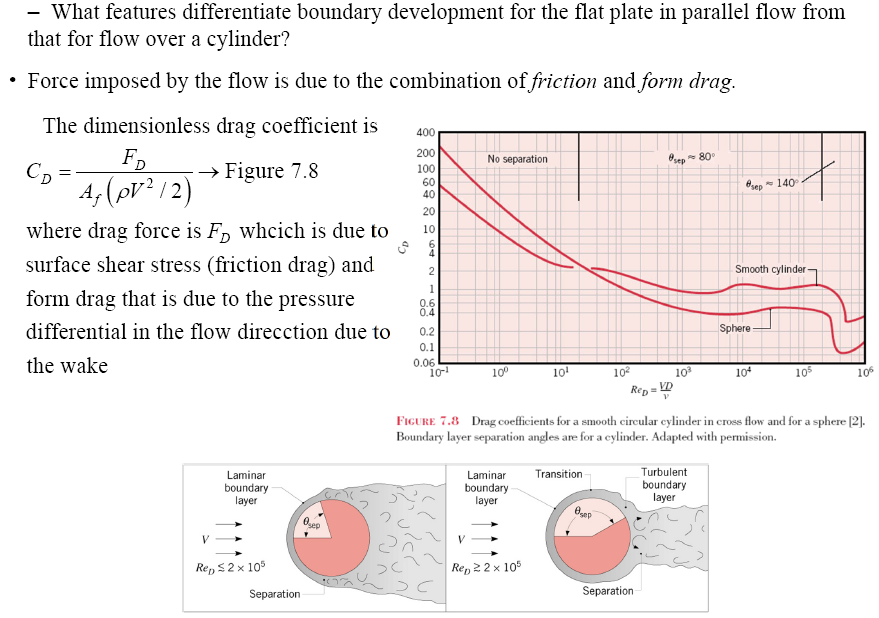 – What features differentiate boundary development for the flat plate in parallel flow from
that for flow over a cylinder?
• Force imposed by the flow is due to the combination of friction and form drag.
The dimensionless drag coefficient is
C_D = F_D / (A_f (ρV² / 2)) → Figure 7.8
where drag force is F_D whcich is due to
surface shear stress (friction drag) and
form drag that is due to the pressure
differential in the flow direcction due to
the wake
400
200
100
60
40
20
10
6
4
2
1
0.6
0.4
0.2
0.1
0.06
C_D
No separation
θsep ≈ 80°
θsep ≈ 140°
Smooth cylinder
Sphere
10⁻¹
10⁰
10¹
10²
10³
10⁴
10⁵
10⁶
Re_D = VD/ν
FIGURE 7.8 Drag coefficients for a smooth circular cylinder in cross flow and for a sphere [2].
Boundary layer separation angles are for a cylinder. Adapted with permission.
Laminar
boundary
layer
θsep
V
Re_D ≤ 2 × 10⁵
Separation
Laminar
boundary
layer
Transition
Turbulent
boundary
layer
θsep
V
Re_D ≥ 2 × 10⁵
Separation